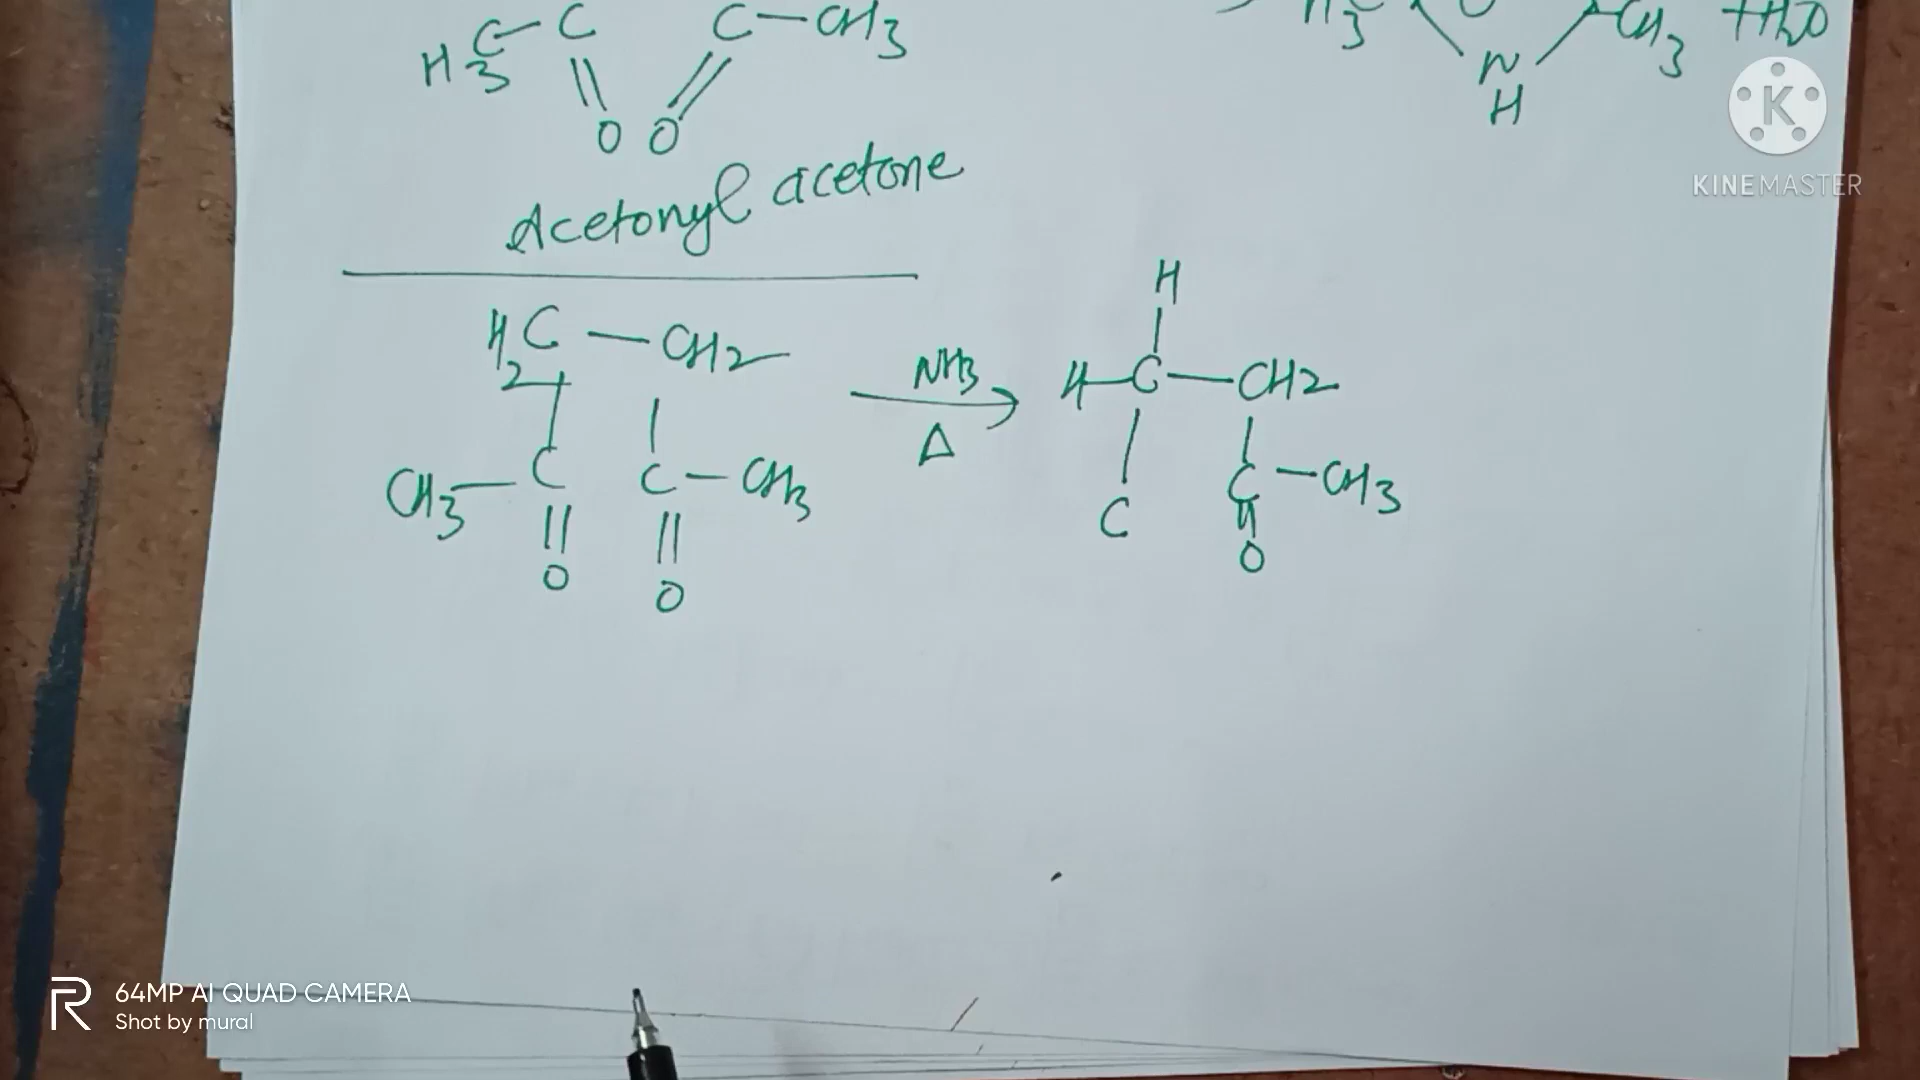 H3C-C C-CH3
O O
H3 CH3 +H2O
N
H
KINEMASTER
Acetonyl acetone
H2C-CH2
CH3-C C-CH3
O O
NH3
Δ
H
H-C-CH2
C C-CH3
O
64MP AI QUAD CAMERA
Shot by mural